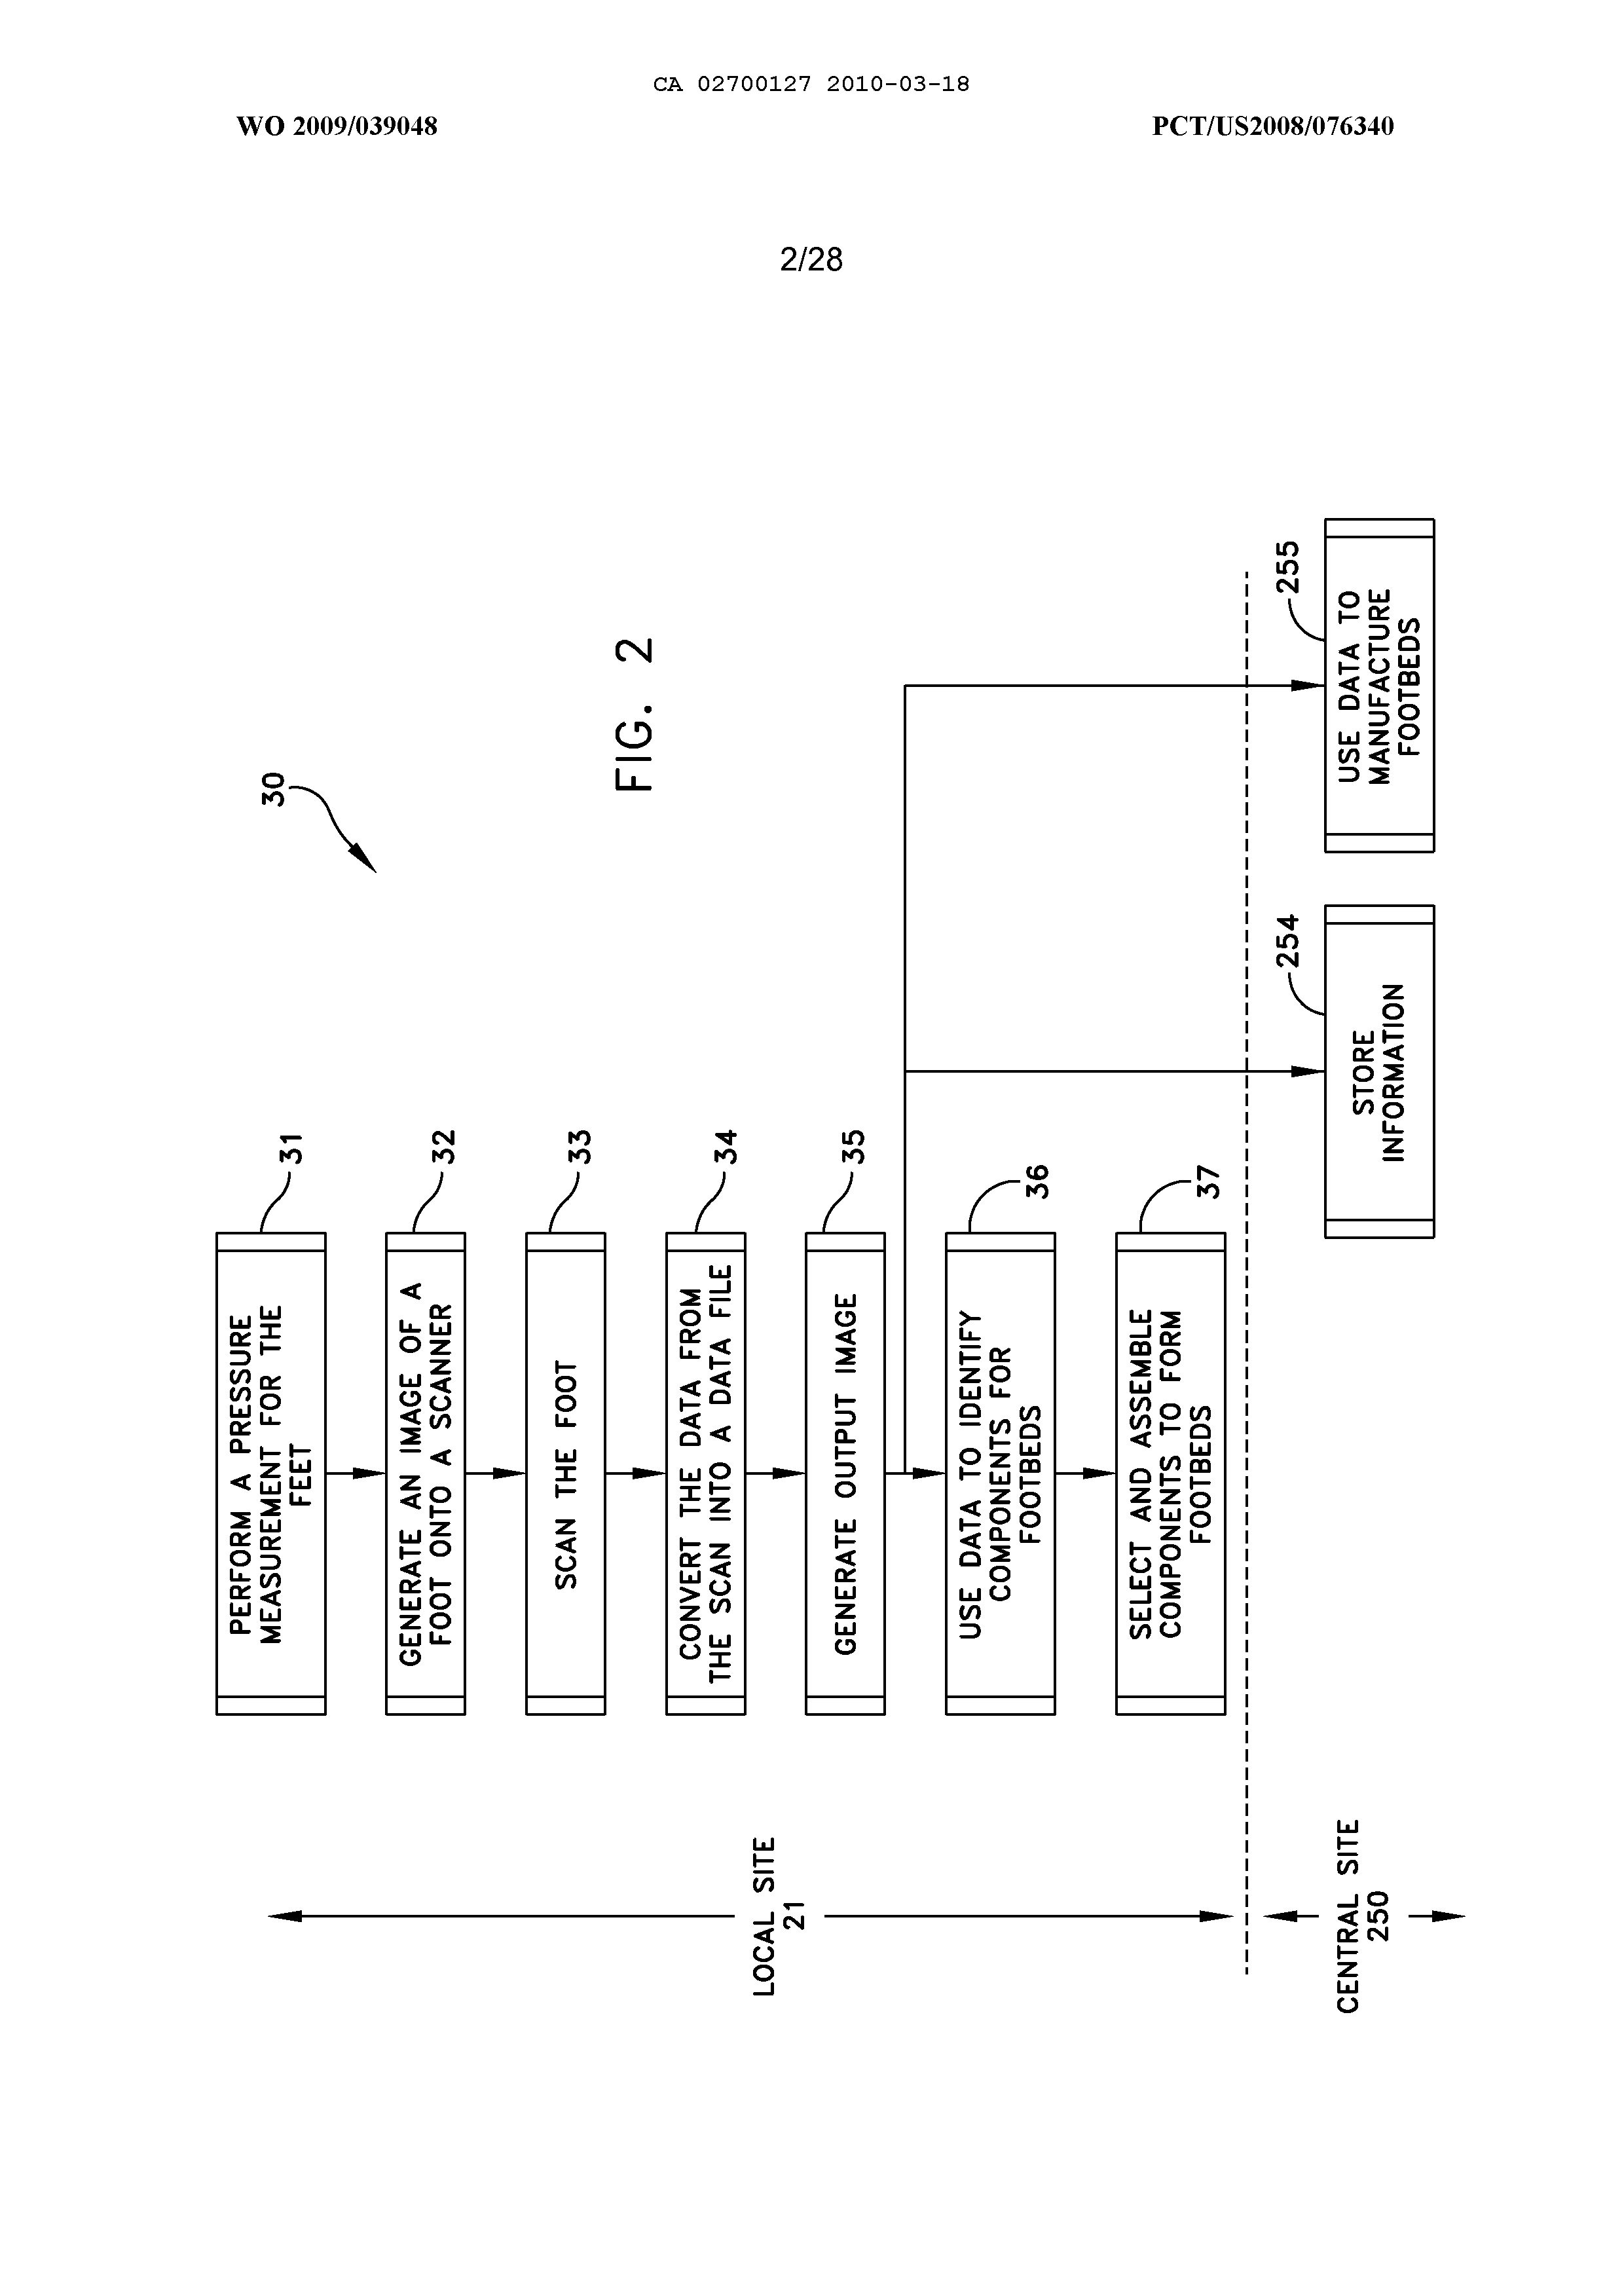 CA 02700127 2010-03-18
WO 2009/039048
PCT/US2008/076340
2/28
30
FIG. 2
PERFORM A PRESSURE
MEASUREMENT FOR THE
FEET
31
GENERATE AN IMAGE OF A
FOOT ONTO A SCANNER
32
SCAN THE FOOT
33
CONVERT THE DATA FROM
THE SCAN INTO A DATA FILE
34
GENERATE OUTPUT IMAGE
35
USE DATA TO IDENTIFY
COMPONENTS FOR
FOOTBEDS
36
SELECT AND ASSEMBLE
COMPONENTS TO FORM
FOOTBEDS
37
LOCAL SITE
21
CENTRAL SITE
250
STORE
INFORMATION
254
USE DATA TO
MANUFACTURE
FOOTBEDS
255